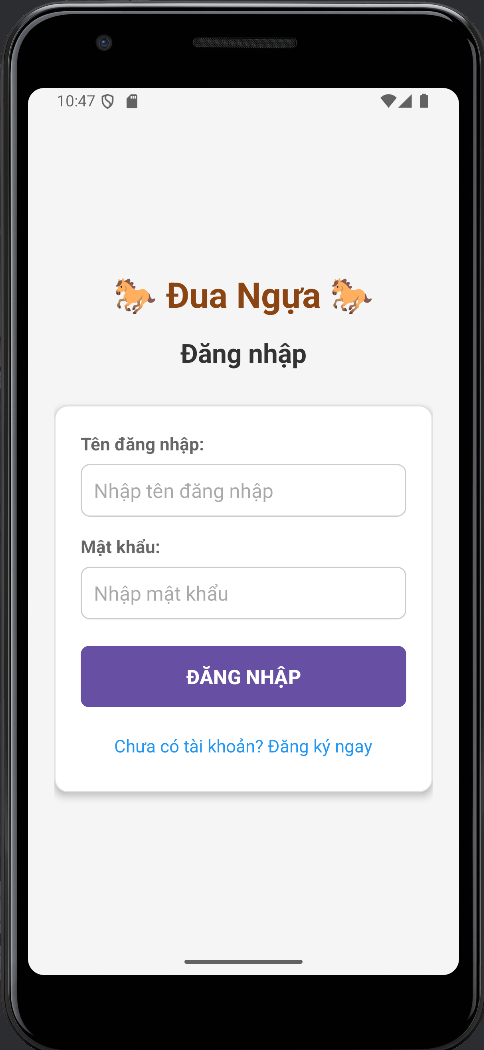 10:47
🐎 Đua Ngựa 🐎
Đăng nhập
Tên đăng nhập:
Nhập tên đăng nhập
Mật khẩu:
Nhập mật khẩu
ĐĂNG NHẬP
Chưa có tài khoản? Đăng ký ngay